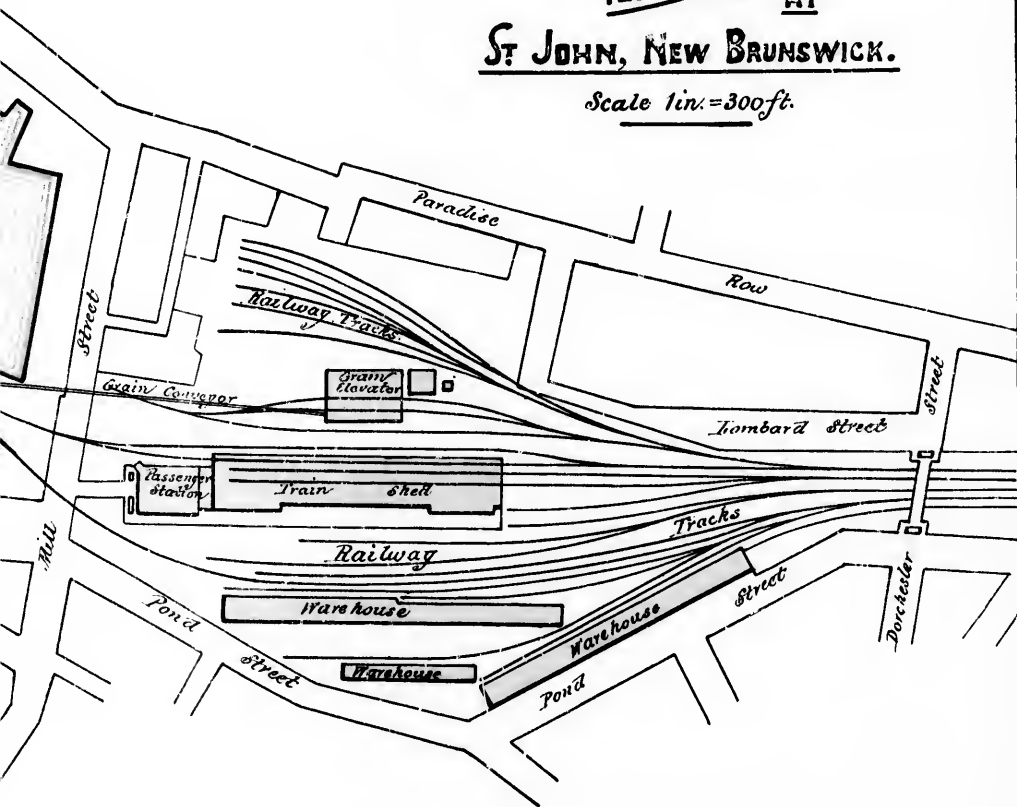 AT
ST JOHN, NEW BRUNSWICK.
Scale 1in.=300ft.
Paradise
Row
Street
Railway Tracks.
Grain
Elevator
Grain Conveyor
Street
Lombard Street
Passenger
Station
Train Shed
Tracks
Mill
Railway
Street
Dorchester
Pond
Warehouse
Warehouse
Street
Warehouse
Pond